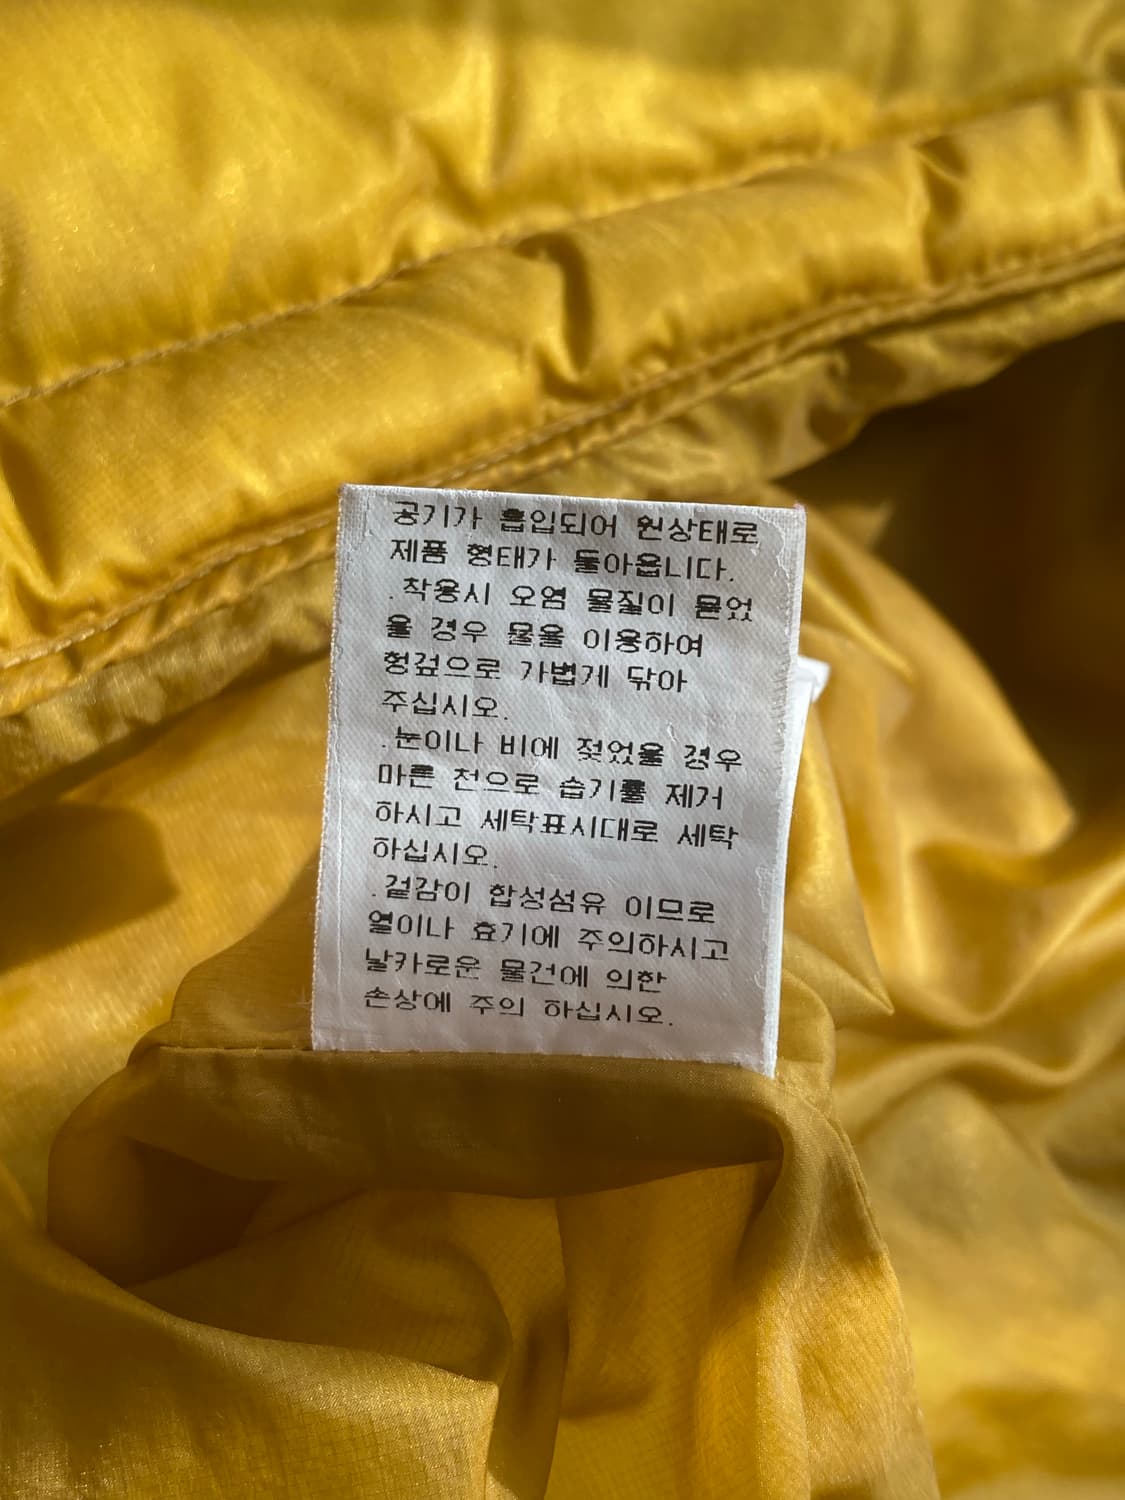 공기가 흡입되어 원상태로
제품 형태가 돌아옵니다.
.착용시 오염 물질이 묻었
을 경우 물을 이용하여
헝겊으로 가볍게 닦아
주십시오.
.눈이나 비에 젖었을 경우
마른 천으로 습기를 제거
하시고 세탁표시대로 세탁
하십시오.
.겉감이 합성섬유 이므로
열이나 화기에 주의하시고
날카로운 물건에 의한
손상에 주의 하십시오.